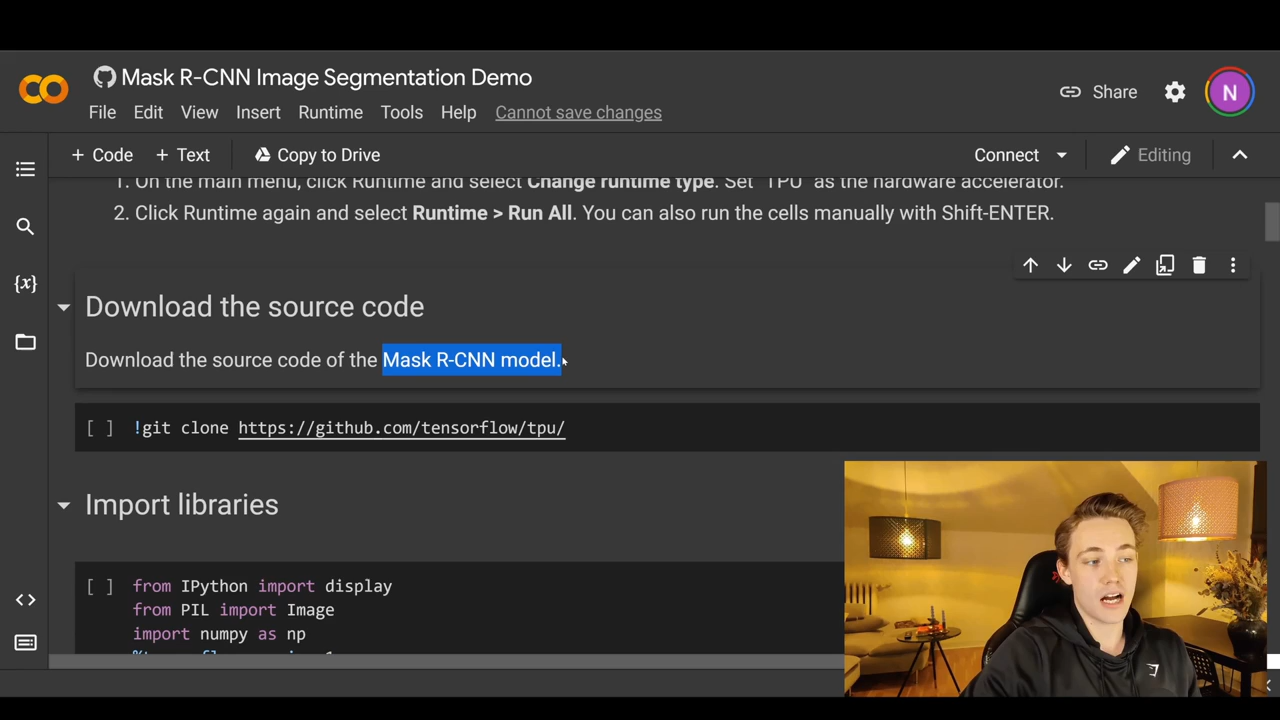 Mask R-CNN Image Segmentation Demo
File Edit View Insert Runtime Tools Help Cannot save changes
Share
N
+ Code + Text Copy to Drive
Connect Editing
1. On the main menu, click Runtime and select Change runtime type. Set "TPU" as the hardware accelerator.
2. Click Runtime again and select Runtime > Run All. You can also run the cells manually with Shift-ENTER.
{x}
Download the source code
Download the source code of the Mask R-CNN model.
[ ] !git clone https://github.com/tensorflow/tpu/
Import libraries
[ ] from IPython import display
from PIL import Image
import numpy as np